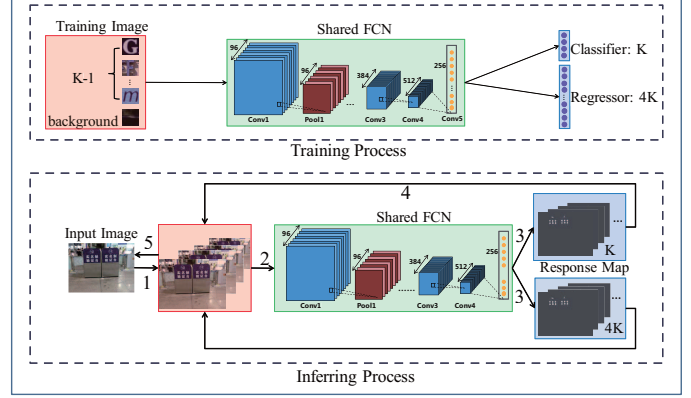 Training Image
Shared FCN
K-1
G
m
background
96
96
384
512
256
Conv1
Pool1
...
Conv3
Conv4
Conv5
Classifier: K
Regressor: 4K
Training Process
4
Input Image
5
1
2
Shared FCN
96
96
384
512
256
Conv1
Pool1
......
Conv3
Conv4
3
3
...
K
Response Map
...
4K
Inferring Process